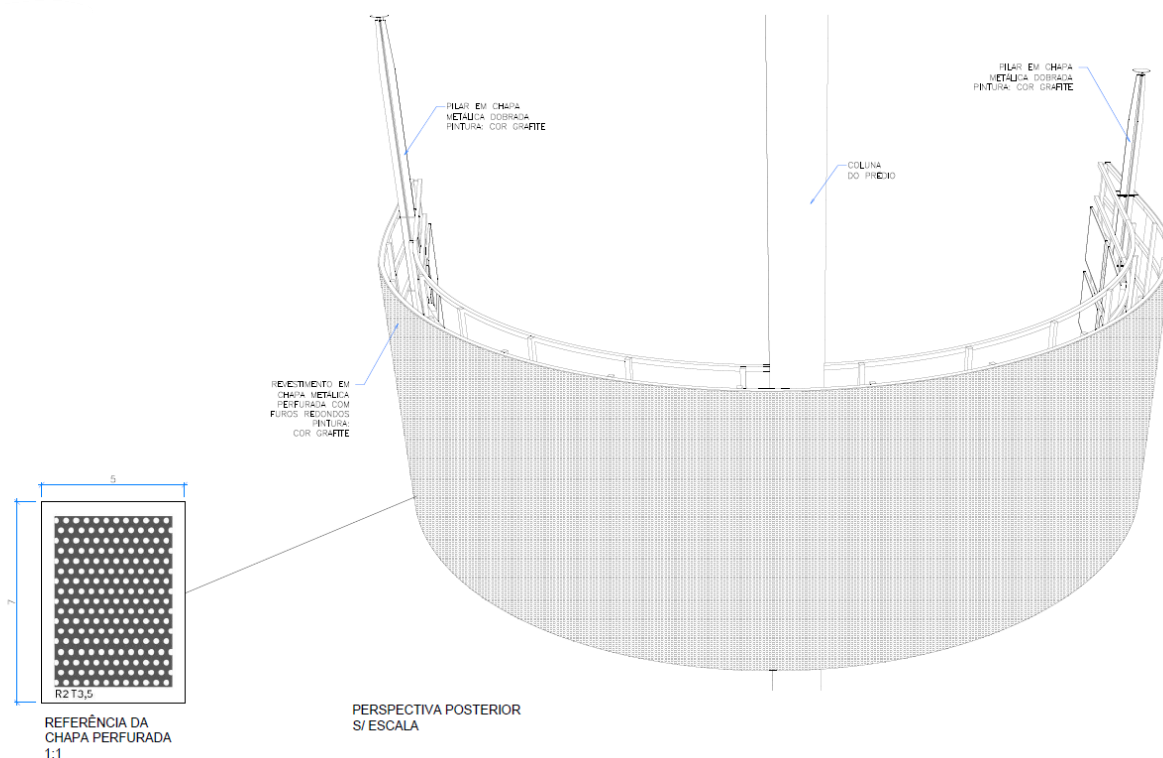 PILAR EM CHAPA
METÁLICA DOBRADA
PINTURA: COR GRAFITE
PILAR EM CHAPA
METÁLICA DOBRADA
PINTURA: COR GRAFITE
COLUNA
DO PRÉDIO
REVESTIMENTO EM
CHAPA METÁLICA
PERFURADA COM
FUROS REDONDOS
PINTURA:
COR GRAFITE
5
7
R2 T3,5
REFERÊNCIA DA
CHAPA PERFURADA
1:1
PERSPECTIVA POSTERIOR
S/ ESCALA